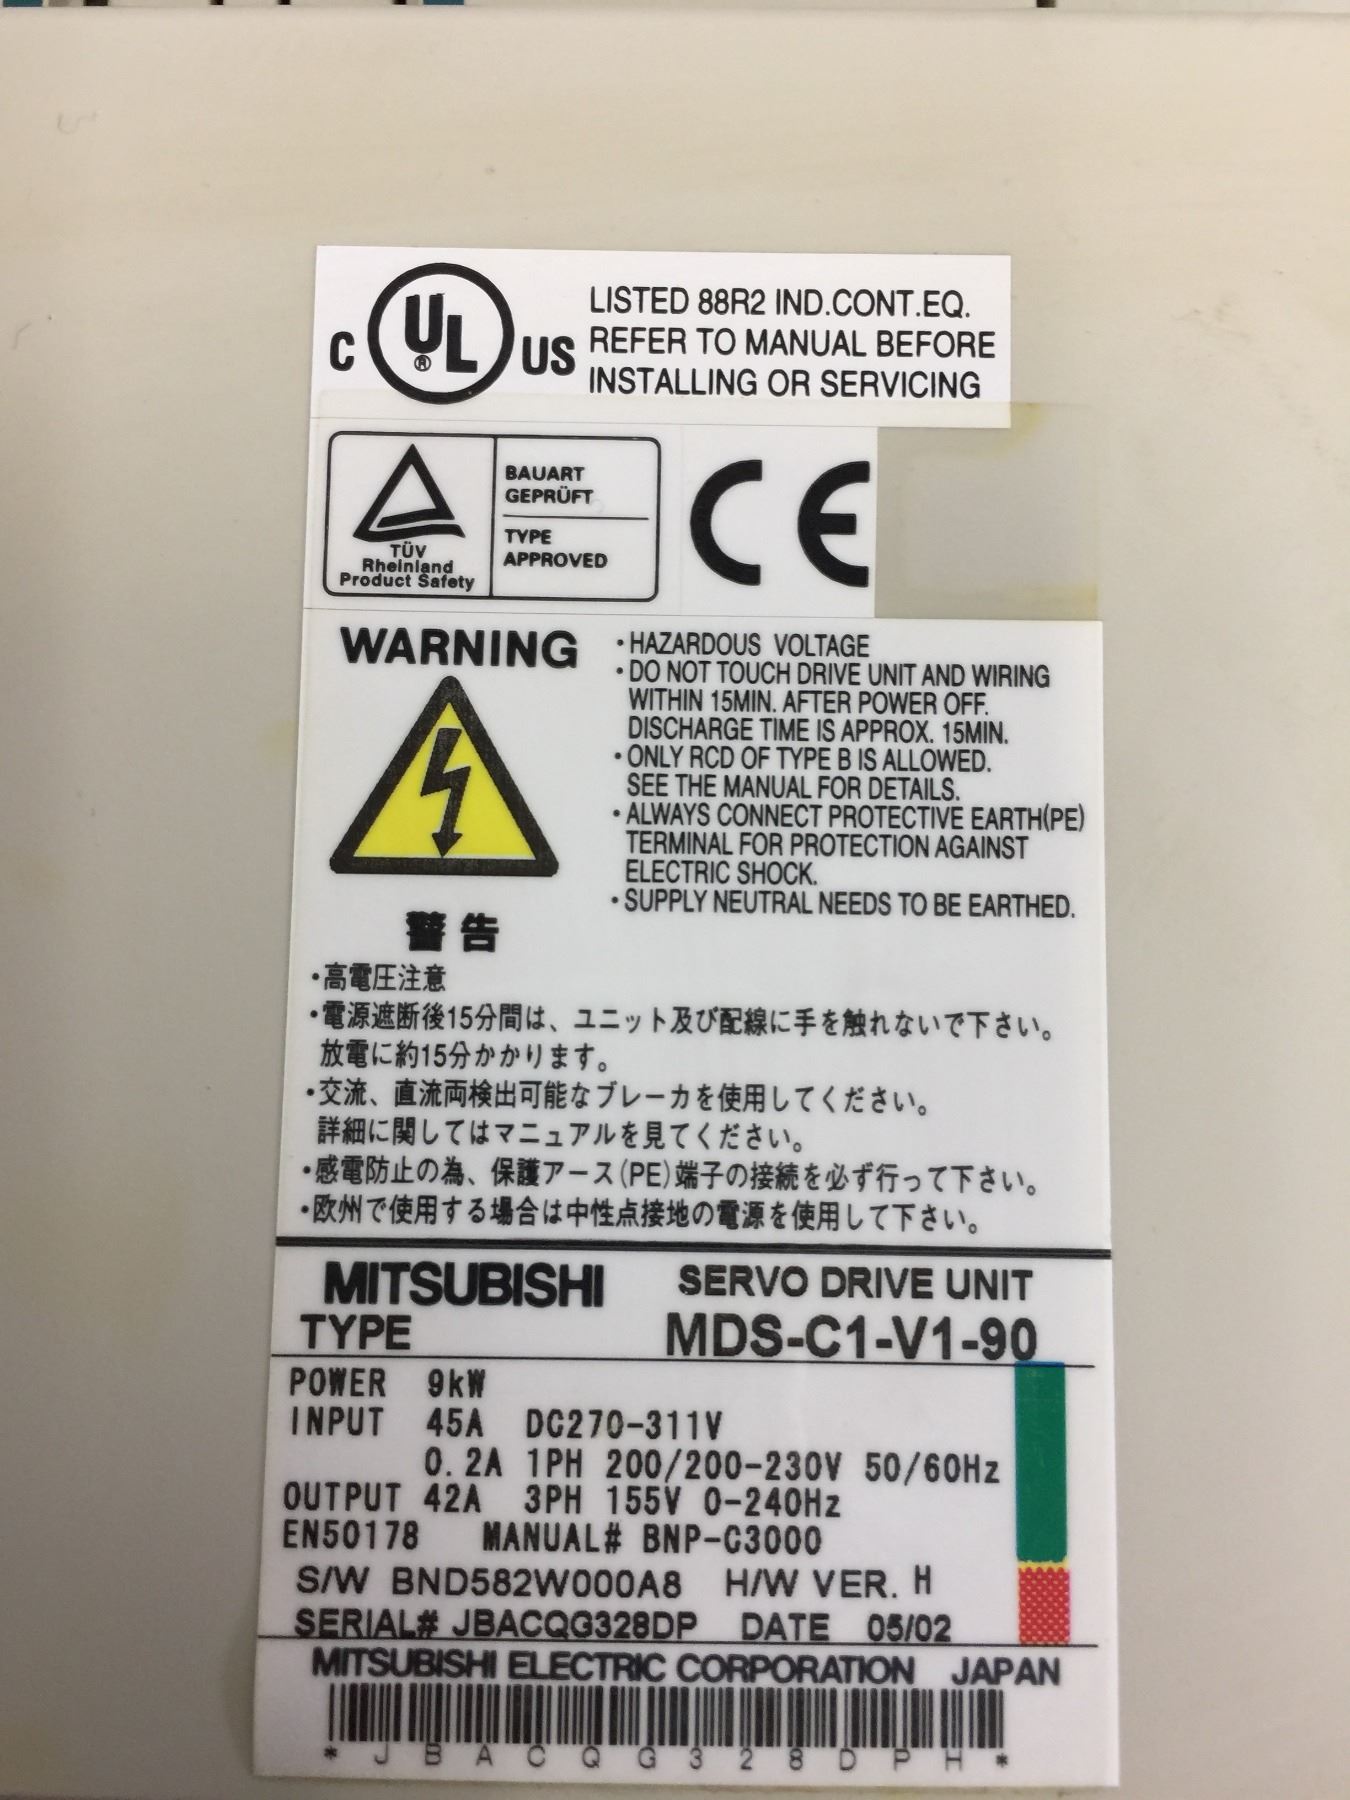 C UL ® US
LISTED 88R2 IND.CONT.EQ.
REFER TO MANUAL BEFORE
INSTALLING OR SERVICING
TÜV
Rheinland
Product Safety
BAUART
GEPRÜFT
TYPE
APPROVED
CE
WARNING
・HAZARDOUS VOLTAGE
・DO NOT TOUCH DRIVE UNIT AND WIRING
WITHIN 15MIN. AFTER POWER OFF.
DISCHARGE TIME IS APPROX. 15MIN.
・ONLY RCD OF TYPE B IS ALLOWED.
SEE THE MANUAL FOR DETAILS.
・ALWAYS CONNECT PROTECTIVE EARTH(PE)
TERMINAL FOR PROTECTION AGAINST
ELECTRIC SHOCK.
・SUPPLY NEUTRAL NEEDS TO BE EARTHED.
警告
・高電圧注意
・電源遮断後15分間は、ユニット及び配線に手を触れないで下さい。
放電に約15分かかります。
・交流、直流両検出可能なブレーカを使用してください。
詳細に関してはマニュアルを見てください。
・感電防止の為、保護アース(PE)端子の接続を必ず行って下さい。
・欧州で使用する場合は中性点接地の電源を使用して下さい。
MITSUBISHI SERVO DRIVE UNIT
TYPE MDS-C1-V1-90
POWER 9kW
INPUT 45A DC270-311V
0.2A 1PH 200/200-230V 50/60Hz
OUTPUT 42A 3PH 155V 0-240Hz
EN50178 MANUAL# BNP-C3000
S/W BND582W000A8 H/W VER. H
SERIAL# JBACQG328DP DATE 05/02
MITSUBISHI ELECTRIC CORPORATION JAPAN
* J B A C Q G 3 2 8 D P H *